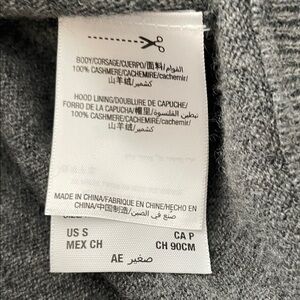 BODY/CORSAGE/CUERPO/面料/القوام
100% CASHMERE/CACHEMIRE/cachemir/
山羊绒/كشمير
HOOD LINING/DOUBLURE DE CAPUCHE/
FORRO DE LA CAPUCHA/帽里/تبطين القلنسوة
100% CASHMERE/CACHEMIRE/cachemir/
山羊绒/كشمير
MADE IN CHINA/FABRIQUE EN CHINE/HECHO EN
CHINA/中国制造/صنع في الصين
US S CA P
MEX CH CH 90CM
AE صغير